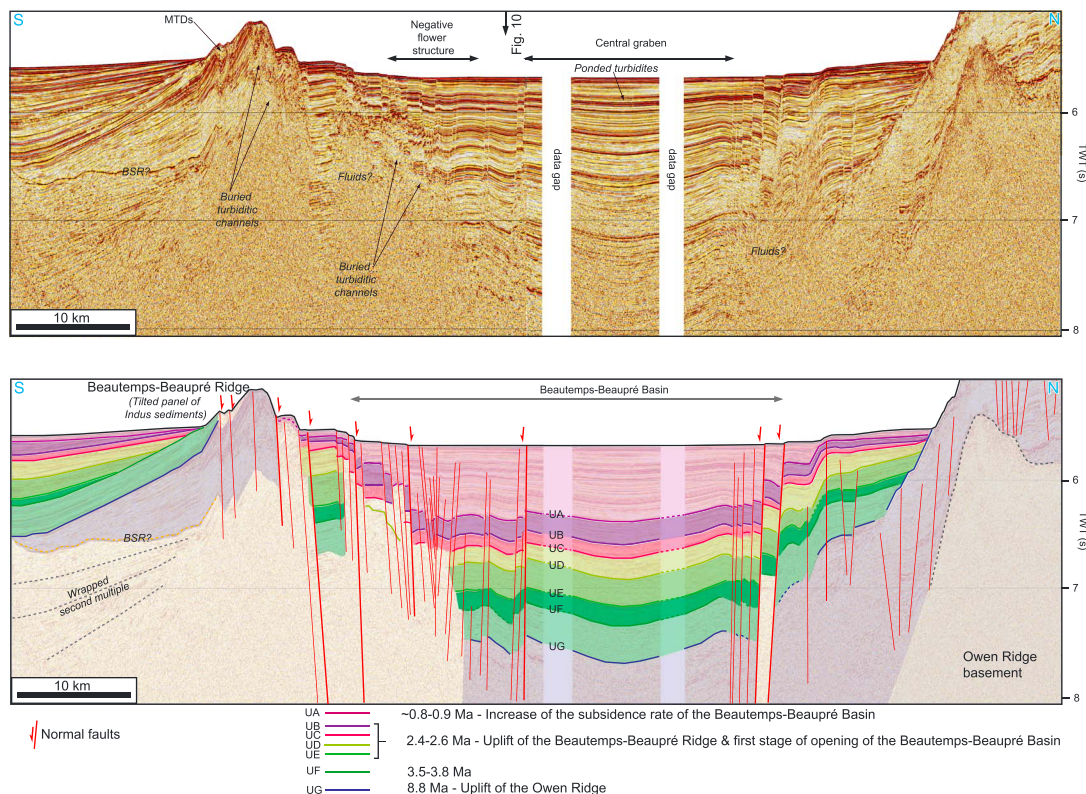 S
MTDs
Negative
flower
structure
Fig. 10
Central graben
N
Ponded turbidites
BSR?
Buried
turbiditic
channels
Fluids?
Buried
turbiditic
channels
data gap
data gap
Fluids?
6
TWT (s)
7
8
10 km
S
Beautemps-Beaupré Ridge
(Tilted panel of
Indus sediments)
Beautemps-Beaupré Basin
N
BSR?
Wrapped
second multiple
UA
UB
UC
UD
UE
UF
UG
Owen Ridge
basement
6
TWT (s)
7
8
10 km
Normal faults
UA ~0.8-0.9 Ma - Increase of the subsidence rate of the Beautemps-Beaupré Basin
UB
UC
UD 2.4-2.6 Ma - Uplift of the Beautemps-Beaupré Ridge & first stage of opening of the Beautemps-Beaupré Basin
UE
UF 3.5-3.8 Ma
UG 8.8 Ma - Uplift of the Owen Ridge